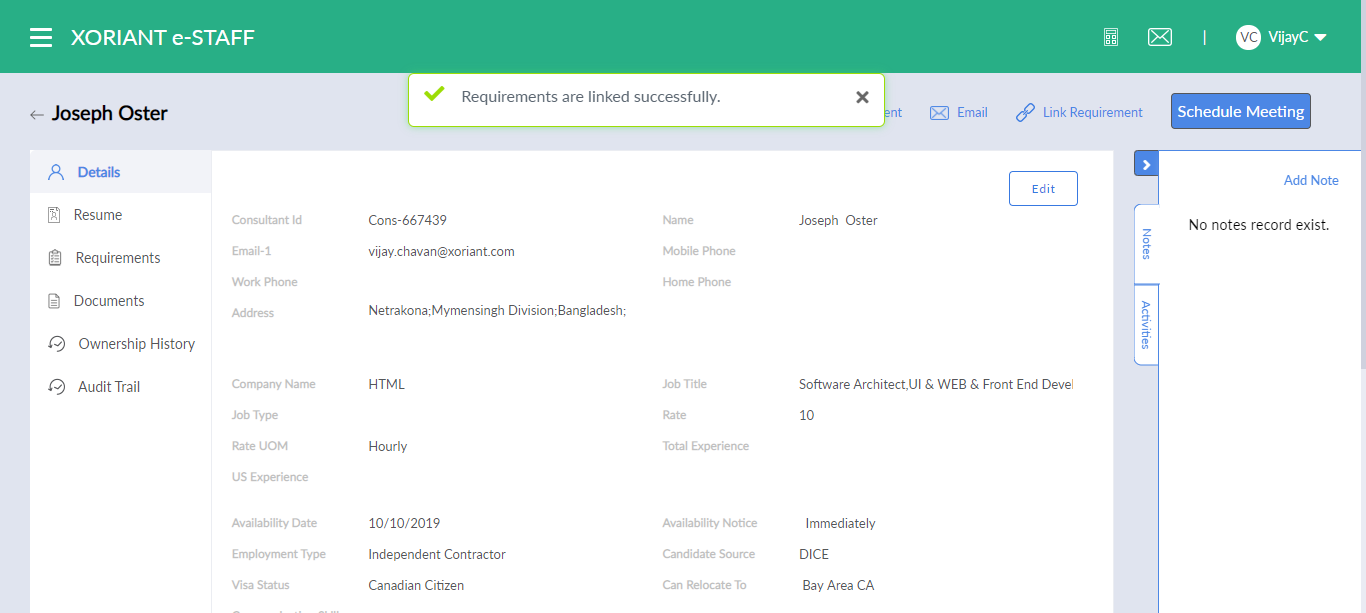 XORIANT e-STAFF
VC VijayC
Requirements are linked successfully.
Joseph Oster
Email Link Requirement Schedule Meeting
Details
Resume
Requirements
Documents
Ownership History
Audit Trail
Edit
Consultant Id Cons-667439 Name Joseph Oster
Email-1 vijay.chavan@xoriant.com Mobile Phone
Work Phone Home Phone
Address Netrakona;Mymensingh Division;Bangladesh;
Company Name HTML Job Title Software Architect,UI & WEB & Front End Devel
Job Type Rate 10
Rate UOM Hourly Total Experience
US Experience
Availability Date 10/10/2019 Availability Notice Immediately
Employment Type Independent Contractor Candidate Source DICE
Visa Status Canadian Citizen Can Relocate To Bay Area CA
Notes
Activities
Add Note
No notes record exist.